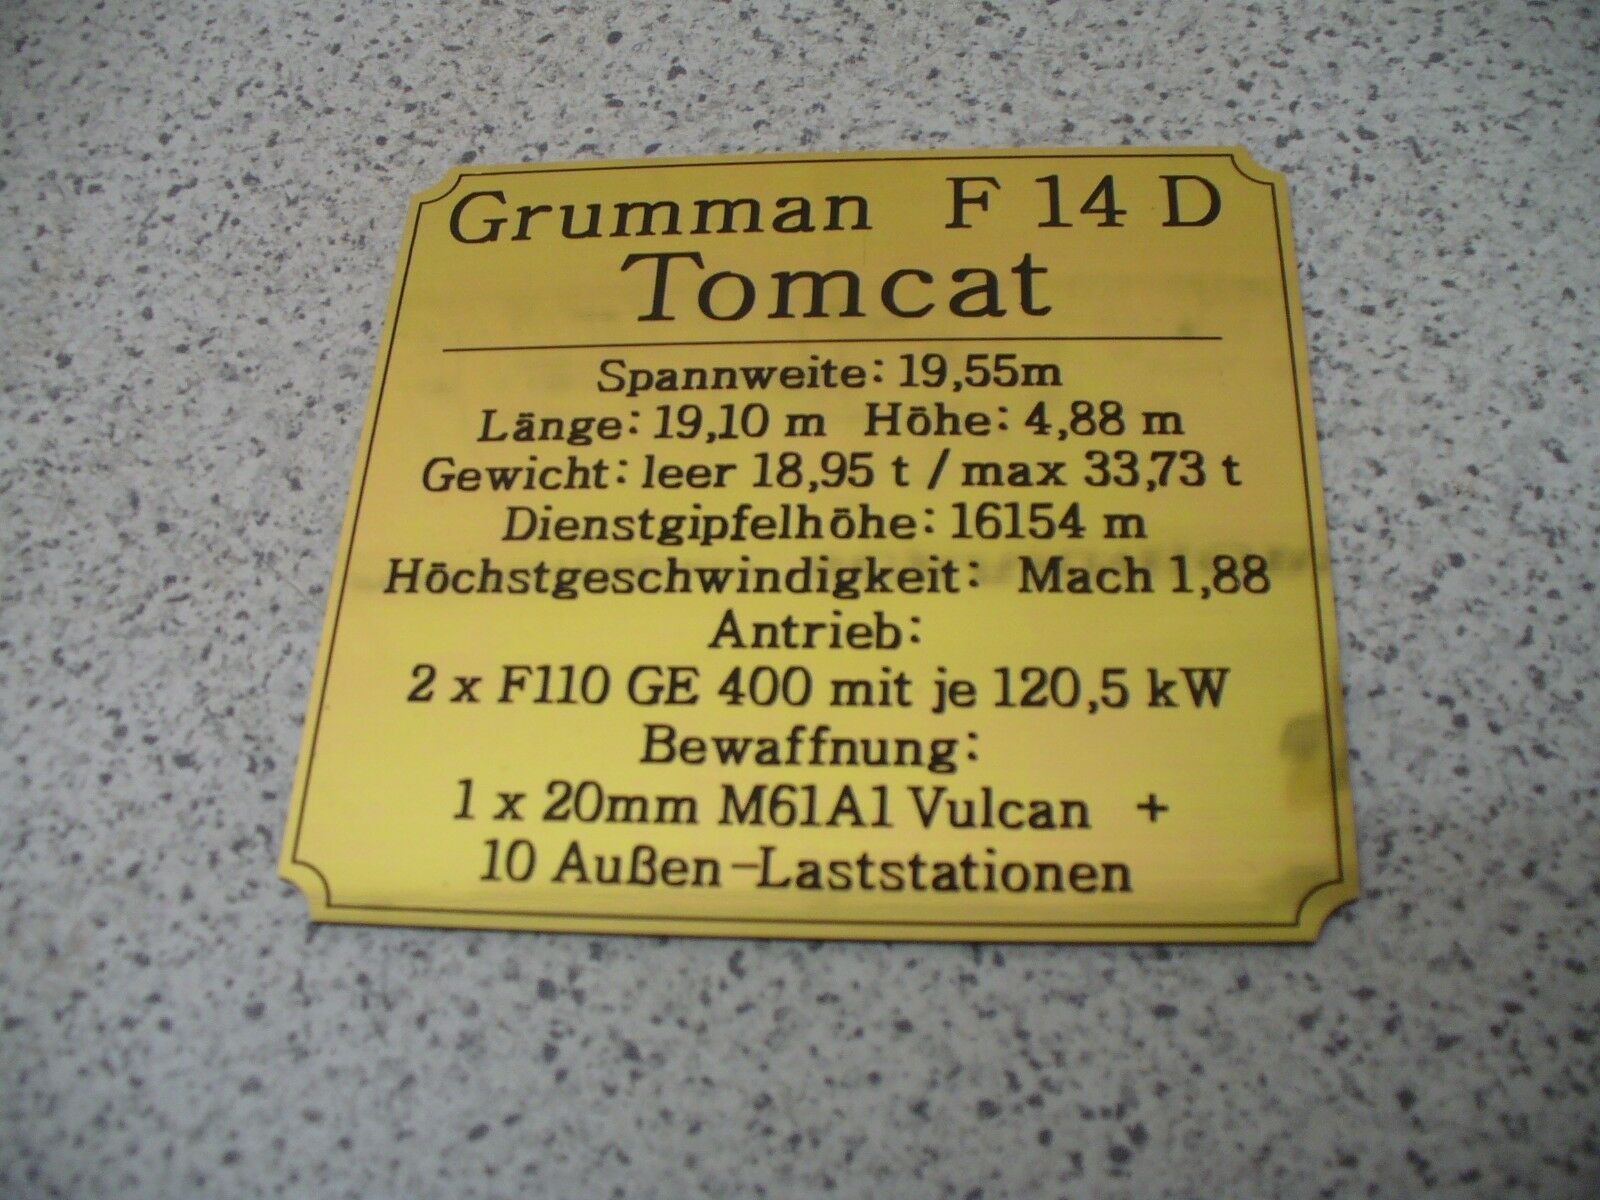 Grumman F 14 D
Tomcat
Spannweite: 19,55m
Länge: 19,10 m Höhe: 4,88 m
Gewicht: leer 18,95 t / max 33,73 t
Dienstgipfelhöhe: 16154 m
Höchstgeschwindigkeit: Mach 1,88
Antrieb:
2 x F110 GE 400 mit je 120,5 kW
Bewaffnung:
1 x 20mm M61A1 Vulcan +
10 Außen-Laststationen